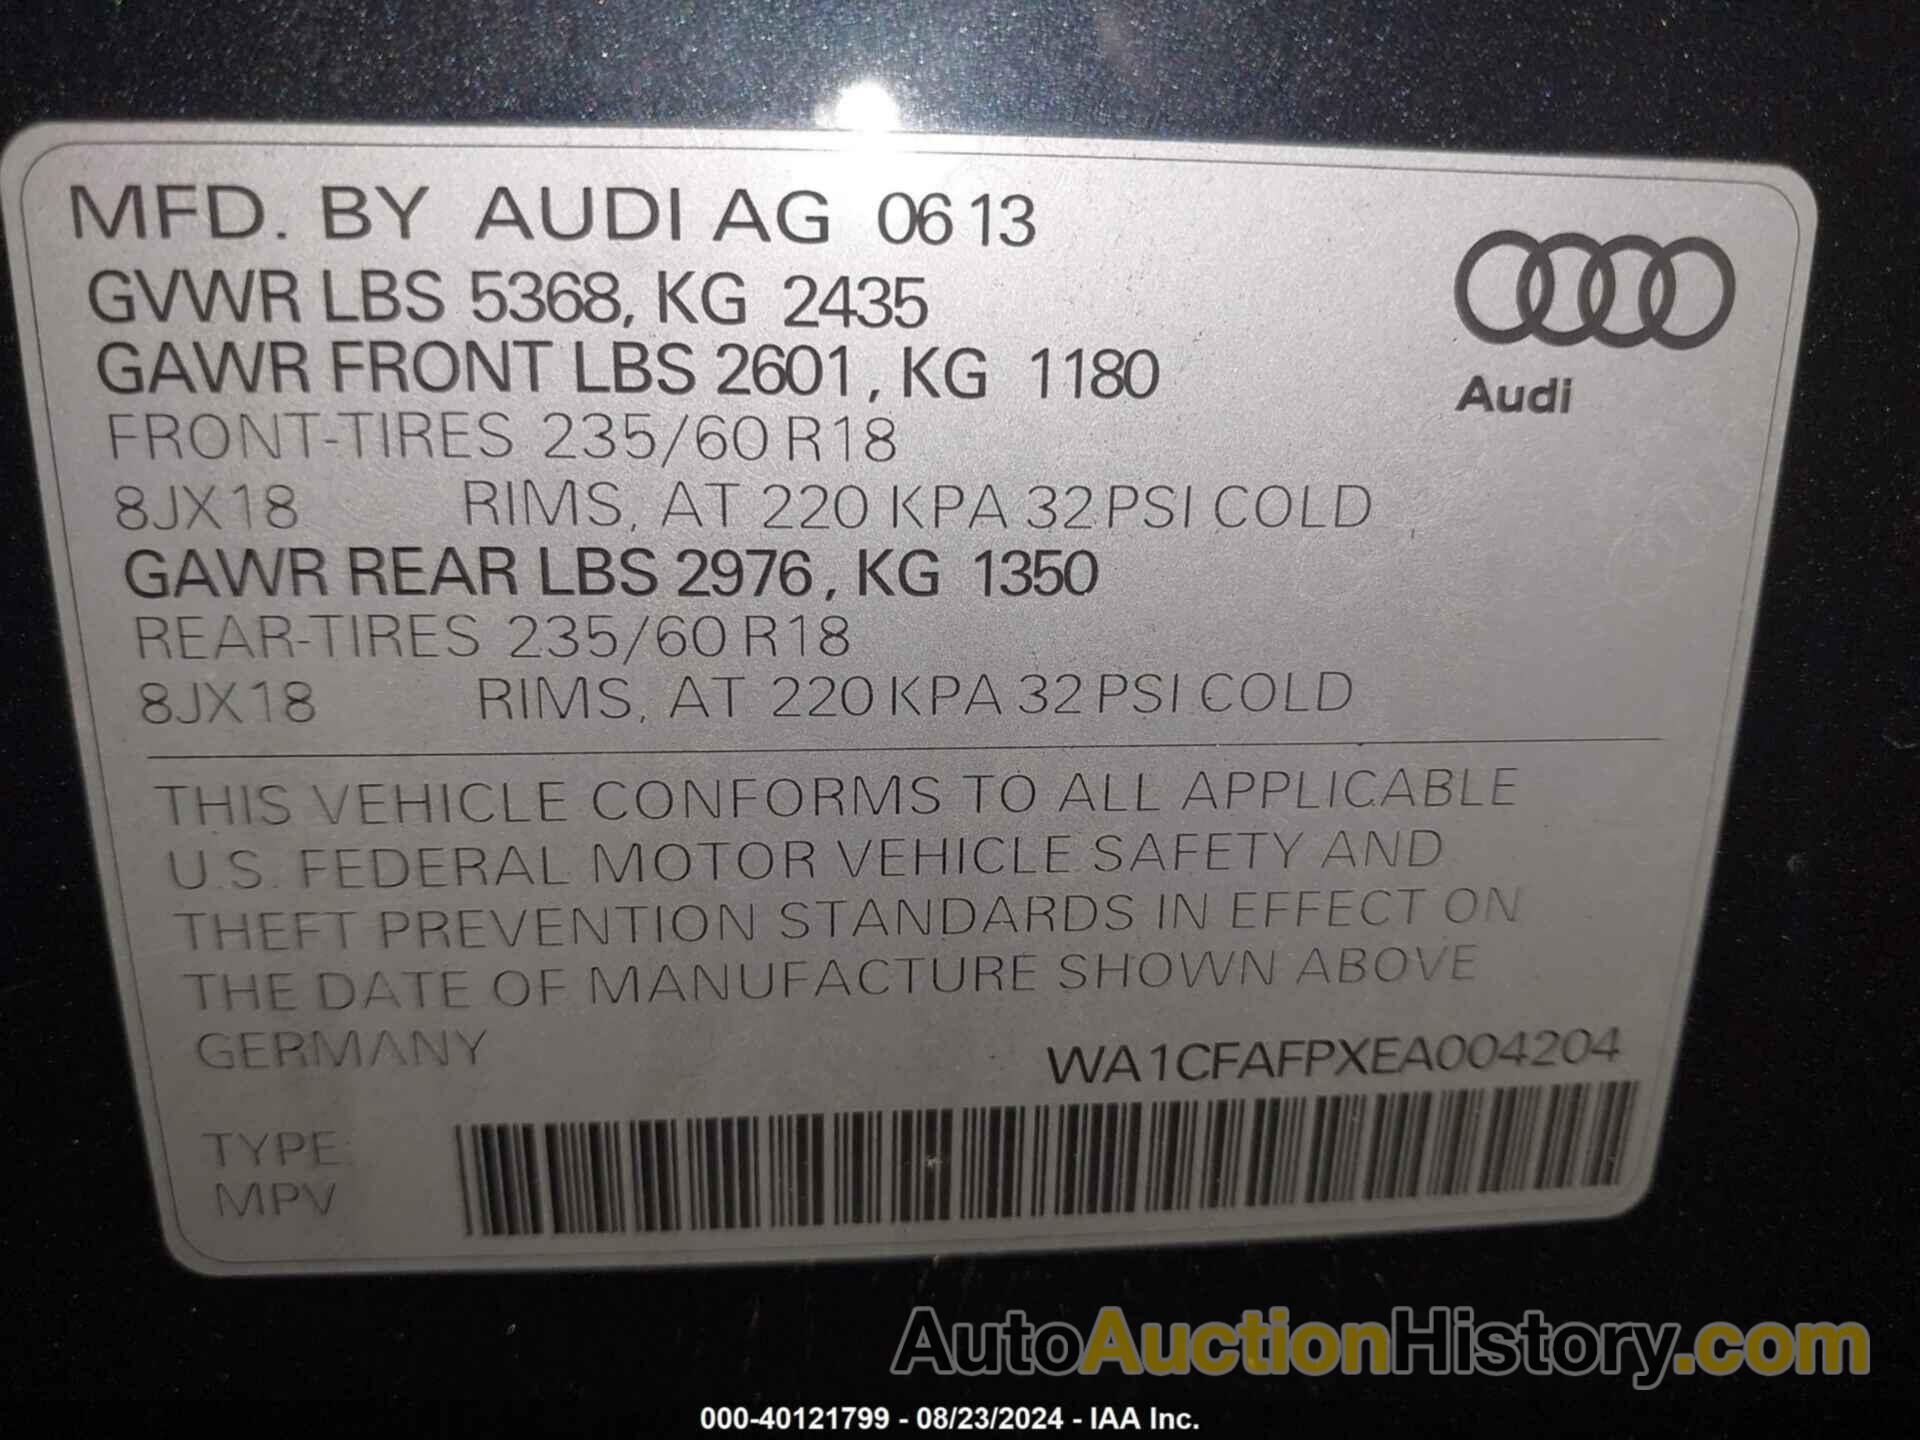 MFD. BY AUDI AG 06 13
GVWR LBS 5368, KG 2435
GAWR FRONT LBS 2601, KG 1180
FRONT-TIRES 235/60 R18
8JX18 RIMS, AT 220 KPA 32 PSI COLD
GAWR REAR LBS 2976, KG 1350
REAR-TIRES 235/60 R18
8JX18 RIMS, AT 220 KPA 32 PSI COLD
Audi
THIS VEHICLE CONFORMS TO ALL APPLICABLE
U.S. FEDERAL MOTOR VEHICLE SAFETY AND
THEFT PREVENTION STANDARDS IN EFFECT ON
THE DATE OF MANUFACTURE SHOWN ABOVE
GERMANY WA1CFAFPXEA004204
TYPE:
MPV
AutoAuctionHistory.com
000-40121799 - 08/23/2024 - IAA Inc.